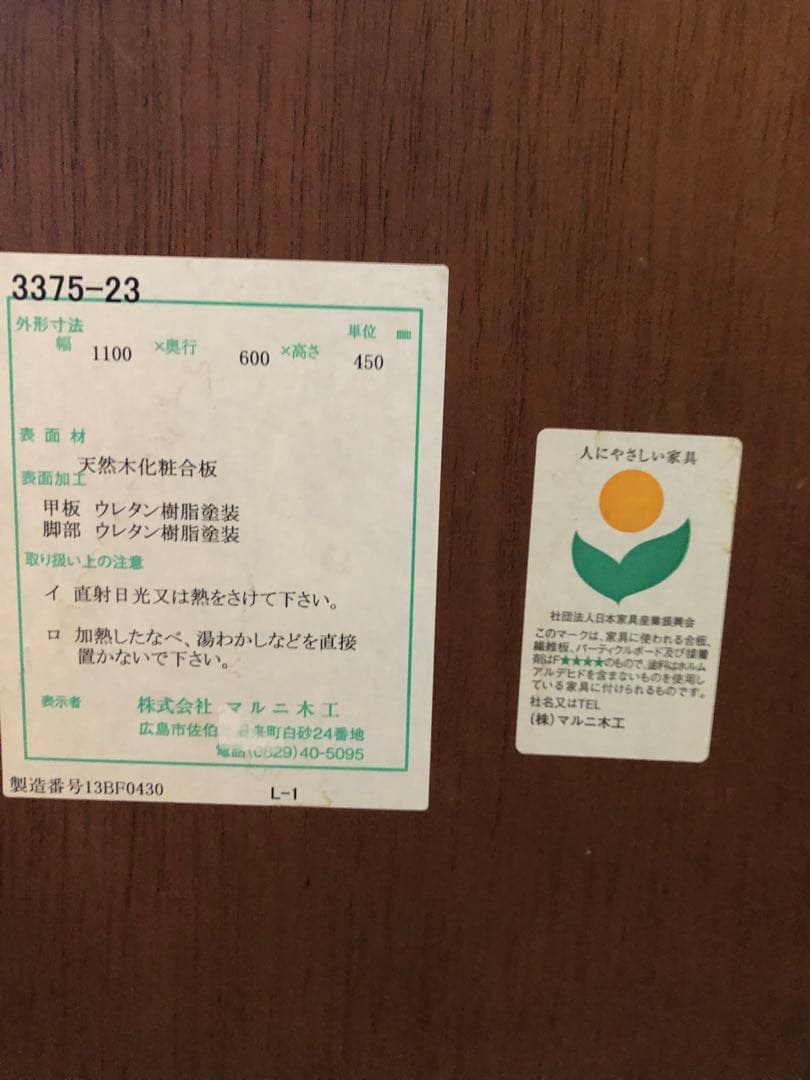 3375-23
外形寸法 単位 mm
幅 1100 ×奥行 600 ×高さ 450
表面材
天然木化粧合板
表面加工
甲板 ウレタン樹脂塗装
脚部 ウレタン樹脂塗装
取り扱い上の注意
イ 直射日光又は熱をさけて下さい。
ロ 加熱したなべ、湯わかしなどを直接
置かないで下さい。
表示者 株式会社 マルニ木工
広島市佐伯 来町白砂24番地
電話(0829)40-5095
製造番号13BF0430 L-1
人にやさしい家具
社団法人日本家具産業振興会
このマークは、家具に使われる合板、
繊維板、パーティクルボード及び接着
剤はF★★★★のもので、塗料はホルム
アルデヒドを含まないものを使用し
ている家具に付けられるものです。
社名又はTEL
(株)マルニ木工